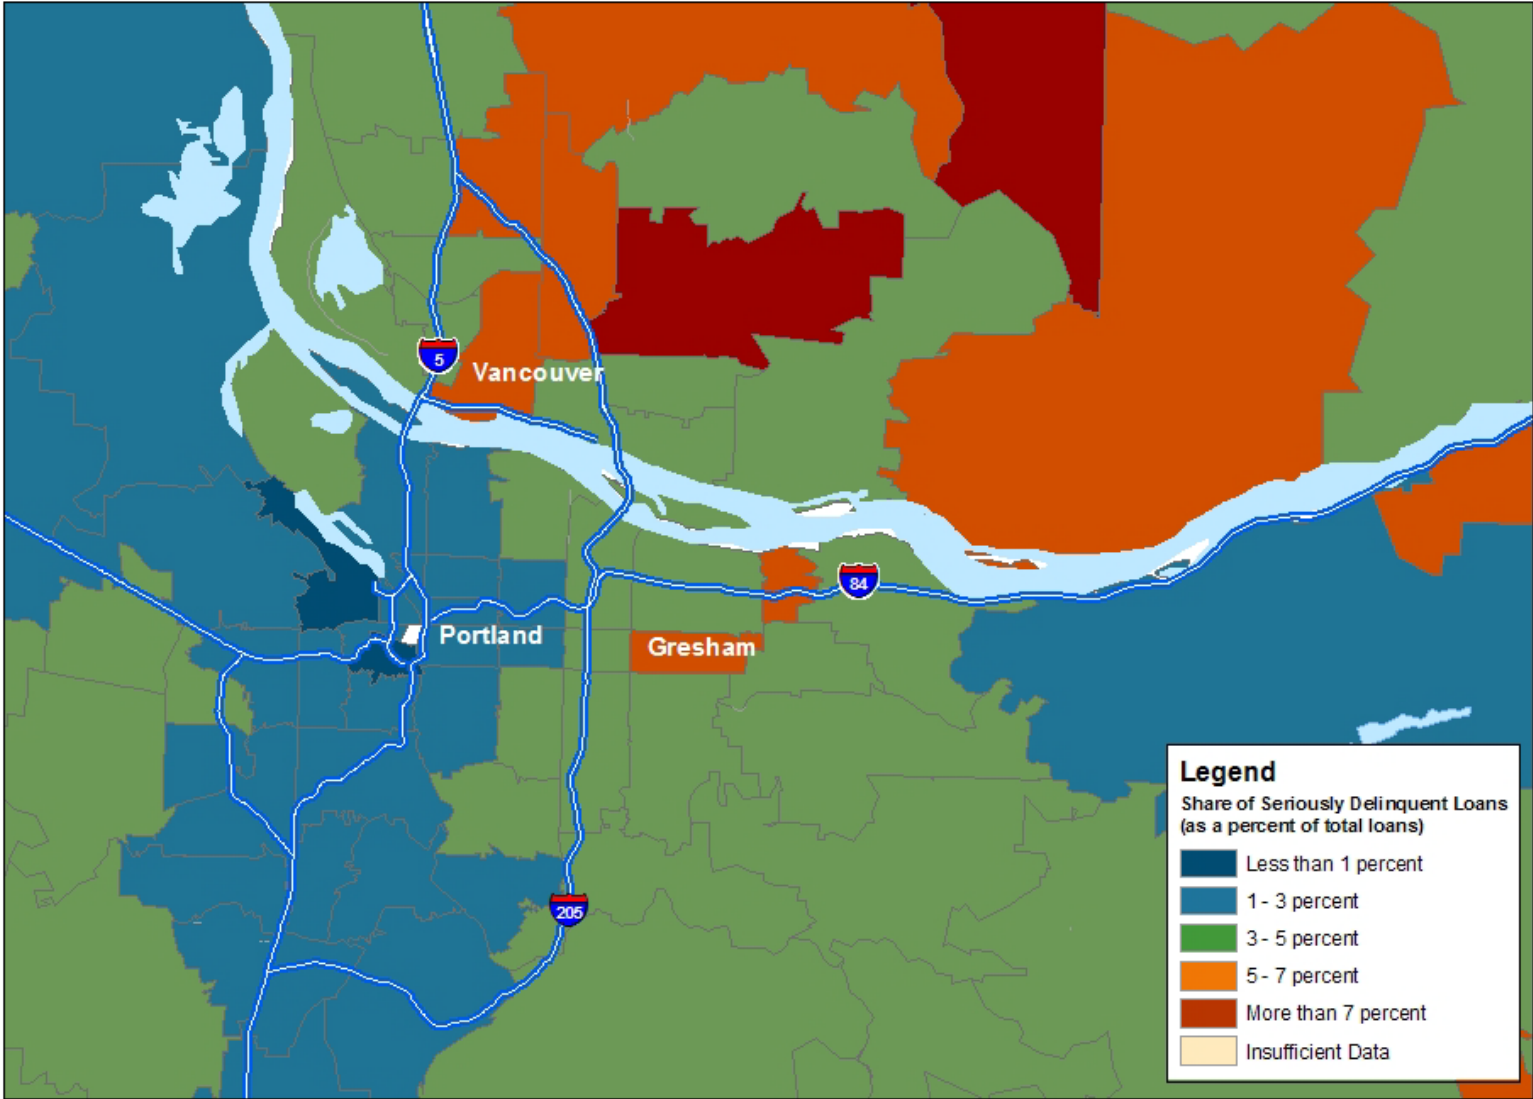 5
Vancouver
84
Portland
Gresham
205
Legend
Share of Seriously Delinquent Loans
(as a percent of total loans)
Less than 1 percent
1 - 3 percent
3 - 5 percent
5 - 7 percent
More than 7 percent
Insufficient Data